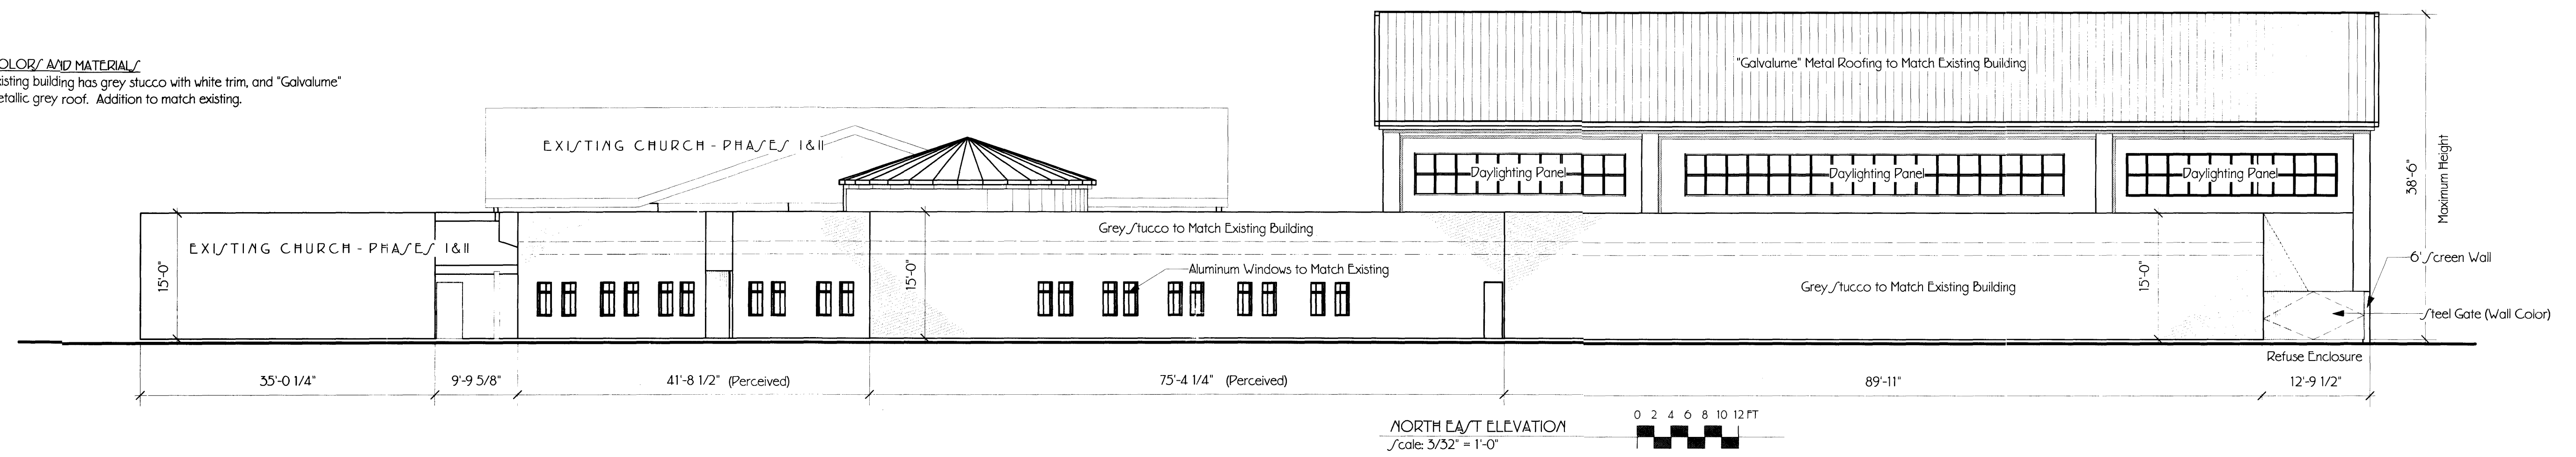 OLORS AND MATERIALS
isting building has grey stucco with white trim, and "Galvalume"
etallic grey roof. Addition to match existing.
"Galvalume" Metal Roofing to Match Existing Building
EXISTING CHURCH - PHASES I & II
Daylighting Panel
Daylighting Panel
Daylighting Panel
38'-6"
Maximum Height
Grey Stucco to Match Existing Building
EXISTING CHURCH - PHASES I & II
15'-0"
15'-0"
Aluminum Windows to Match Existing
Grey Stucco to Match Existing Building
15'-0"
6' Screen Wall
Steel Gate (Wall Color)
Refuse Enclosure
35'-0 1/4"
9'-9 5/8"
41'-8 1/2" (Perceived)
75'-4 1/4" (Perceived)
89'-11"
12'-9 1/2"
NORTH EAST ELEVATION
Scale: 3/32" = 1'-0"
0 2 4 6 8 10 12 FT